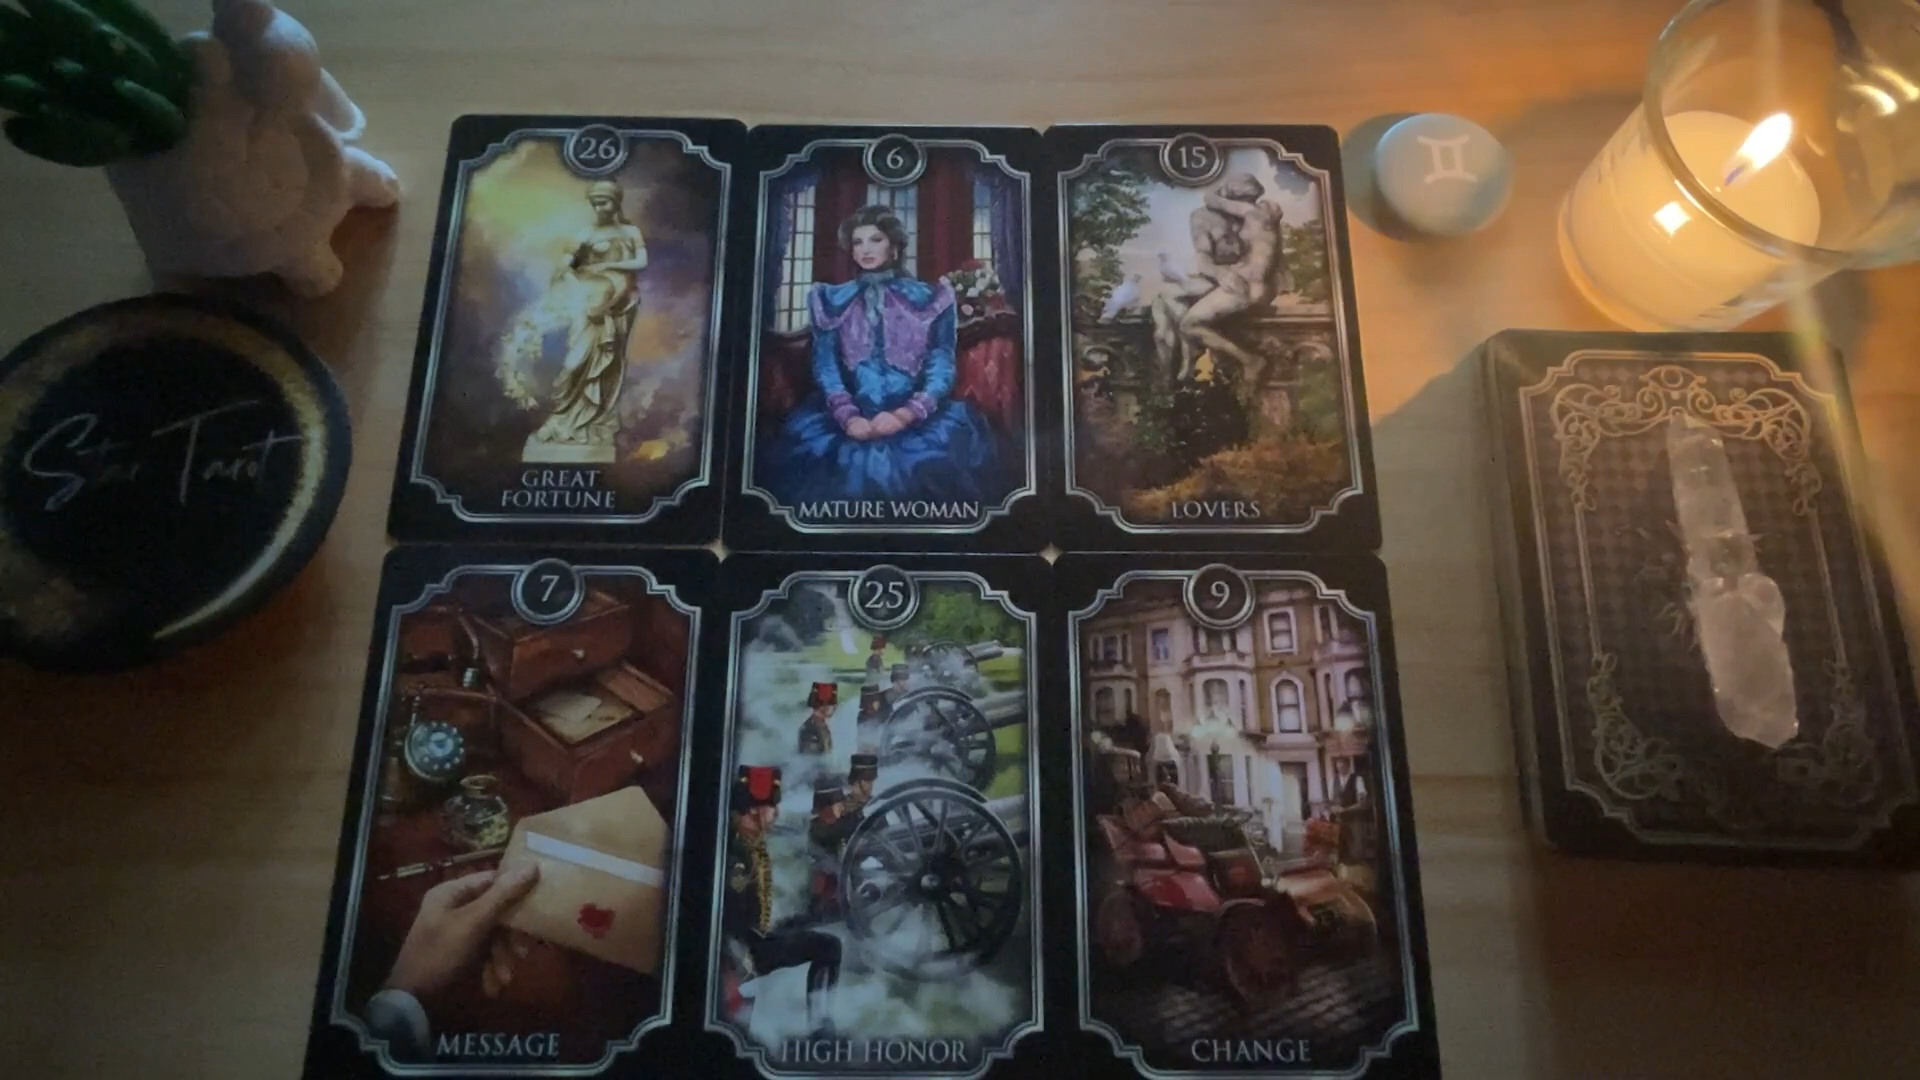 26
GREAT
FORTUNE
6
MATURE WOMAN
15
LOVERS
Star Tarot
7
MESSAGE
25
HIGH HONOR
9
CHANGE